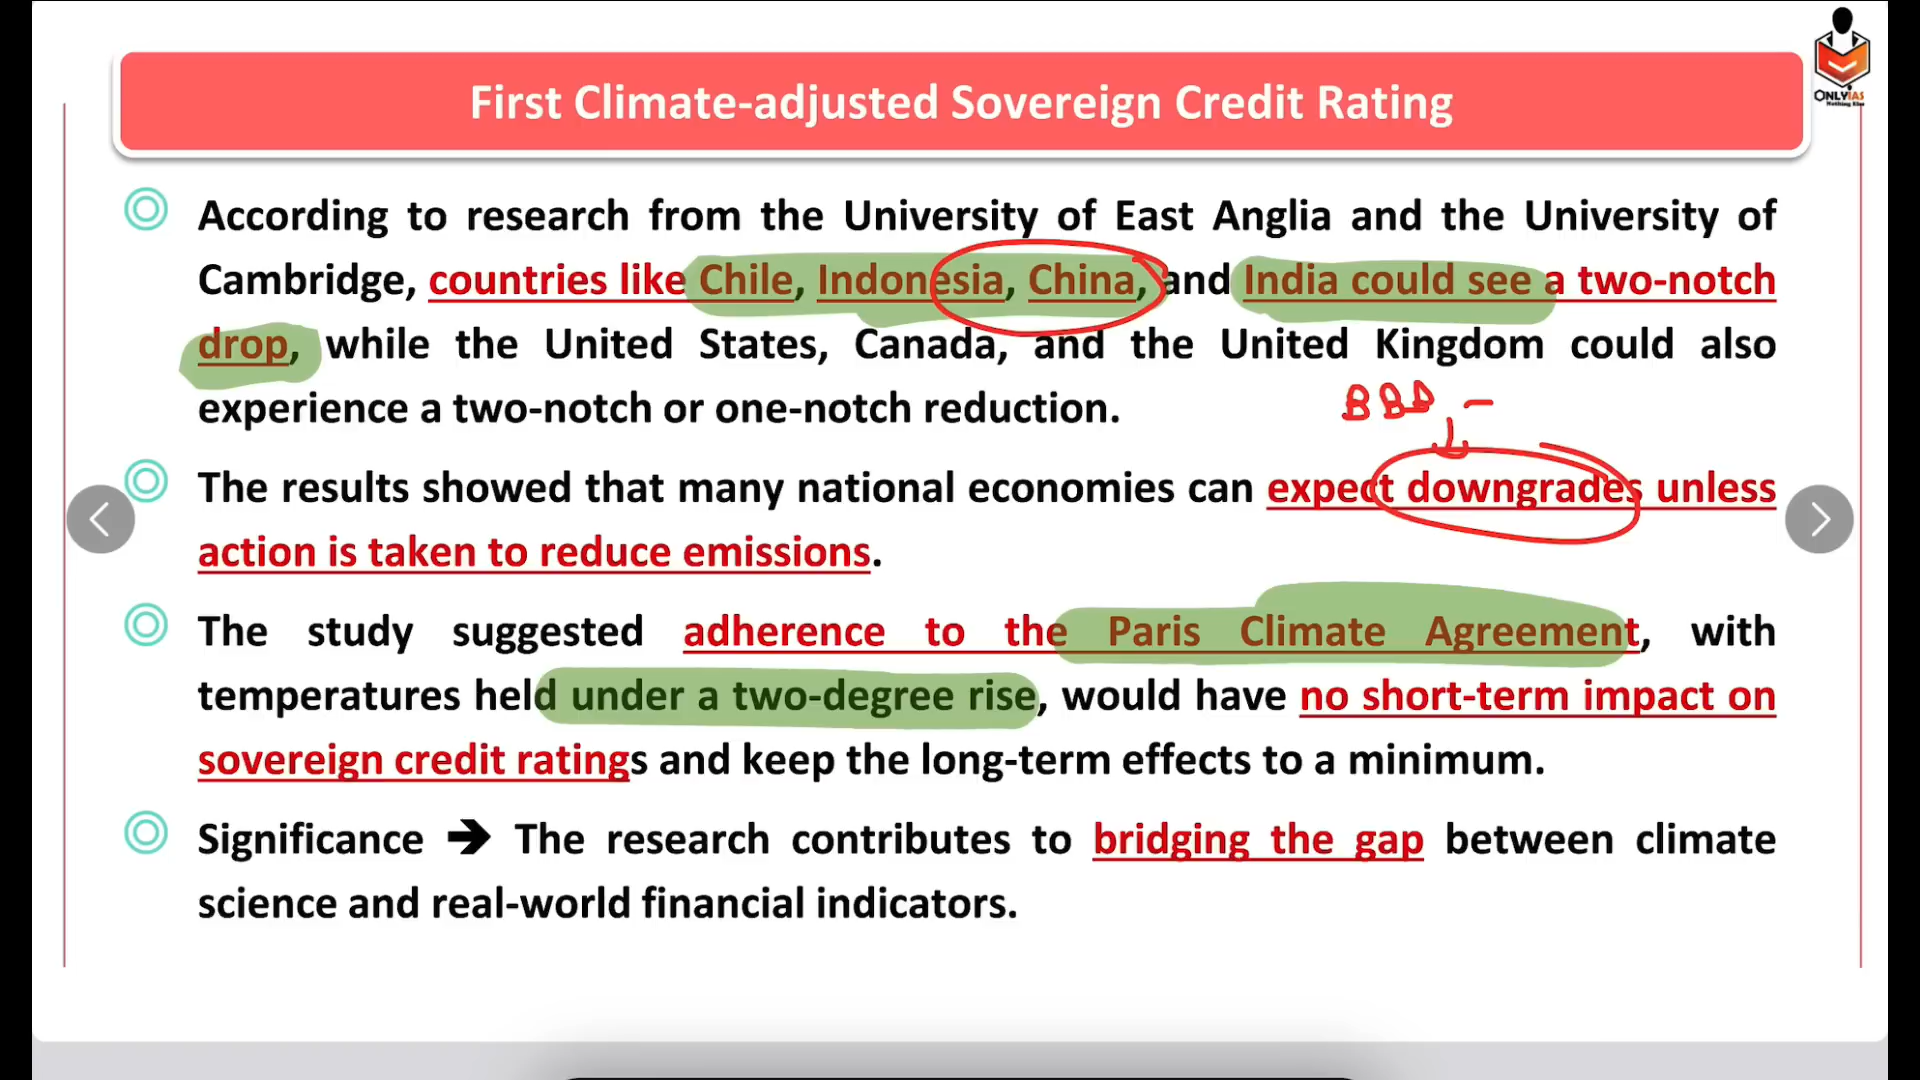 First Climate-adjusted Sovereign Credit Rating
ONLYIAS
Nothing Else
According to research from the University of East Anglia and the University of
Cambridge, countries like Chile, Indonesia, China, and India could see a two-notch
drop, while the United States, Canada, and the United Kingdom could also
experience a two-notch or one-notch reduction.
The results showed that many national economies can expect downgrades unless
action is taken to reduce emissions.
The study suggested adherence to the Paris Climate Agreement, with
temperatures held under a two-degree rise, would have no short-term impact on
sovereign credit ratings and keep the long-term effects to a minimum.
Significance ➔ The research contributes to bridging the gap between climate
science and real-world financial indicators.